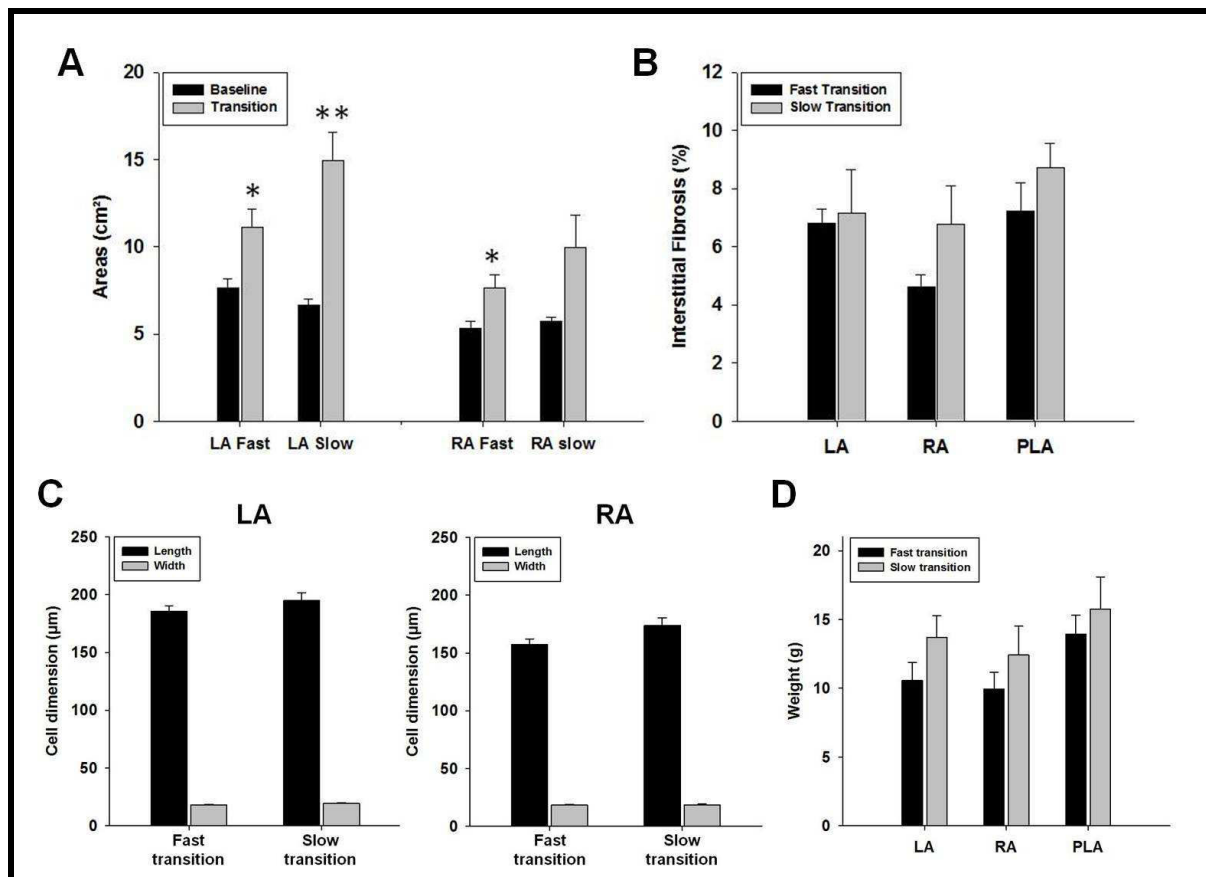 A
Areas (cm²)
20
15
10
5
0
Baseline
Transition
*
**
*
LA Fast
LA Slow
RA Fast
RA slow
B
Interstitial Fibrosis (%)
12
10
8
6
4
2
0
Fast Transition
Slow Transition
LA
RA
PLA
C
LA
Cell dimension (µm)
250
200
150
100
50
0
Length
Width
Fast
transition
Slow
transition
RA
Cell dimension (µm)
250
200
150
100
50
0
Length
Width
Fast
transition
Slow
transition
D
Weight (g)
20
15
10
5
0
Fast transition
Slow transition
LA
RA
PLA